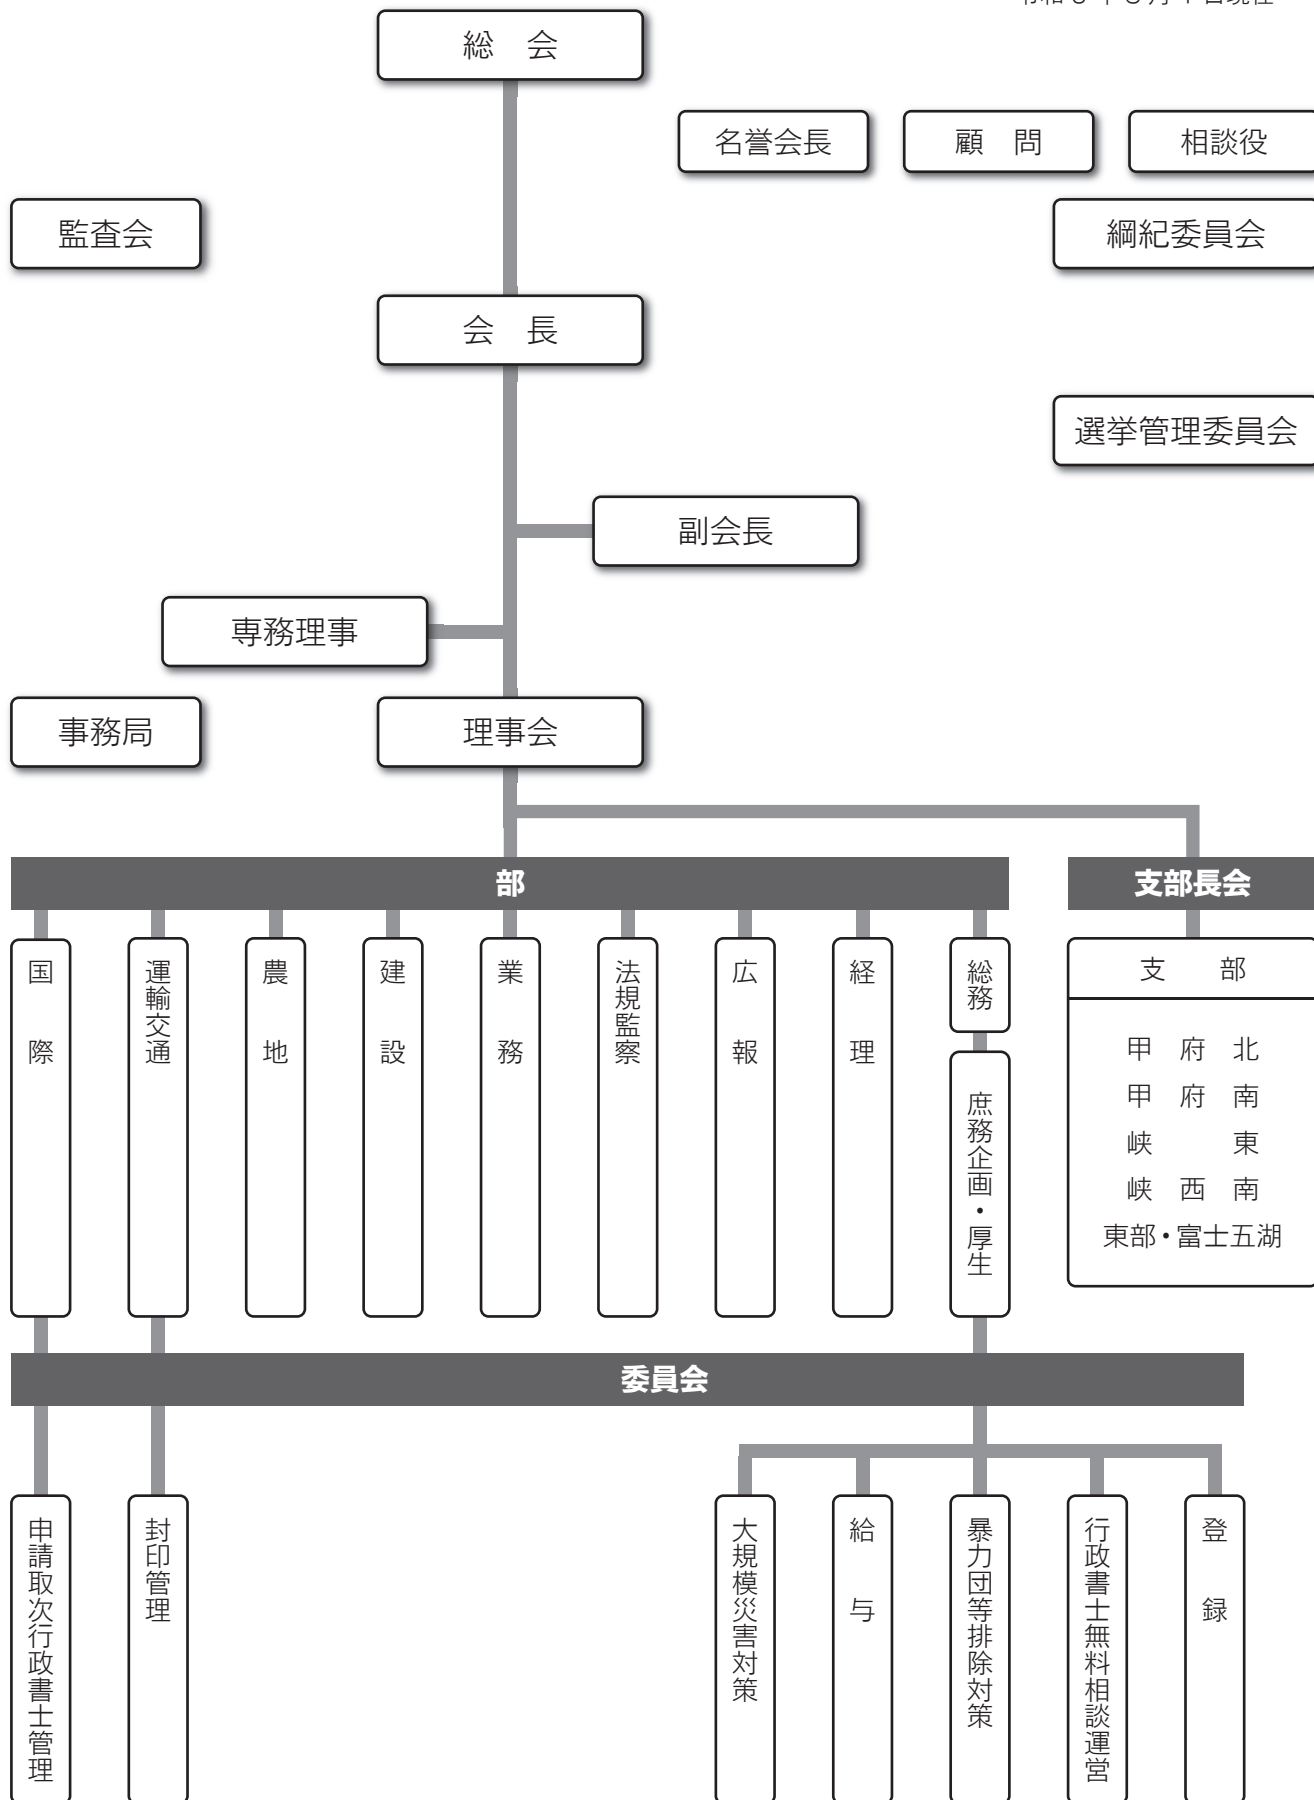 総　会
名誉会長
顧　問
相談役
監査会
綱紀委員会
会　長
選挙管理委員会
副会長
専務理事
事務局
理事会
部
支部長会
国際
運輸交通
農地
建設
業務
法規監察
広報
経理
総務
庶務企画・厚生
支　部
甲府北
甲府南
峡東
峡西南
東部・富士五湖
委員会
申請取次行政書士管理
封印管理
大規模災害対策
給与
暴力団等排除対策
行政書士無料相談運営
登録